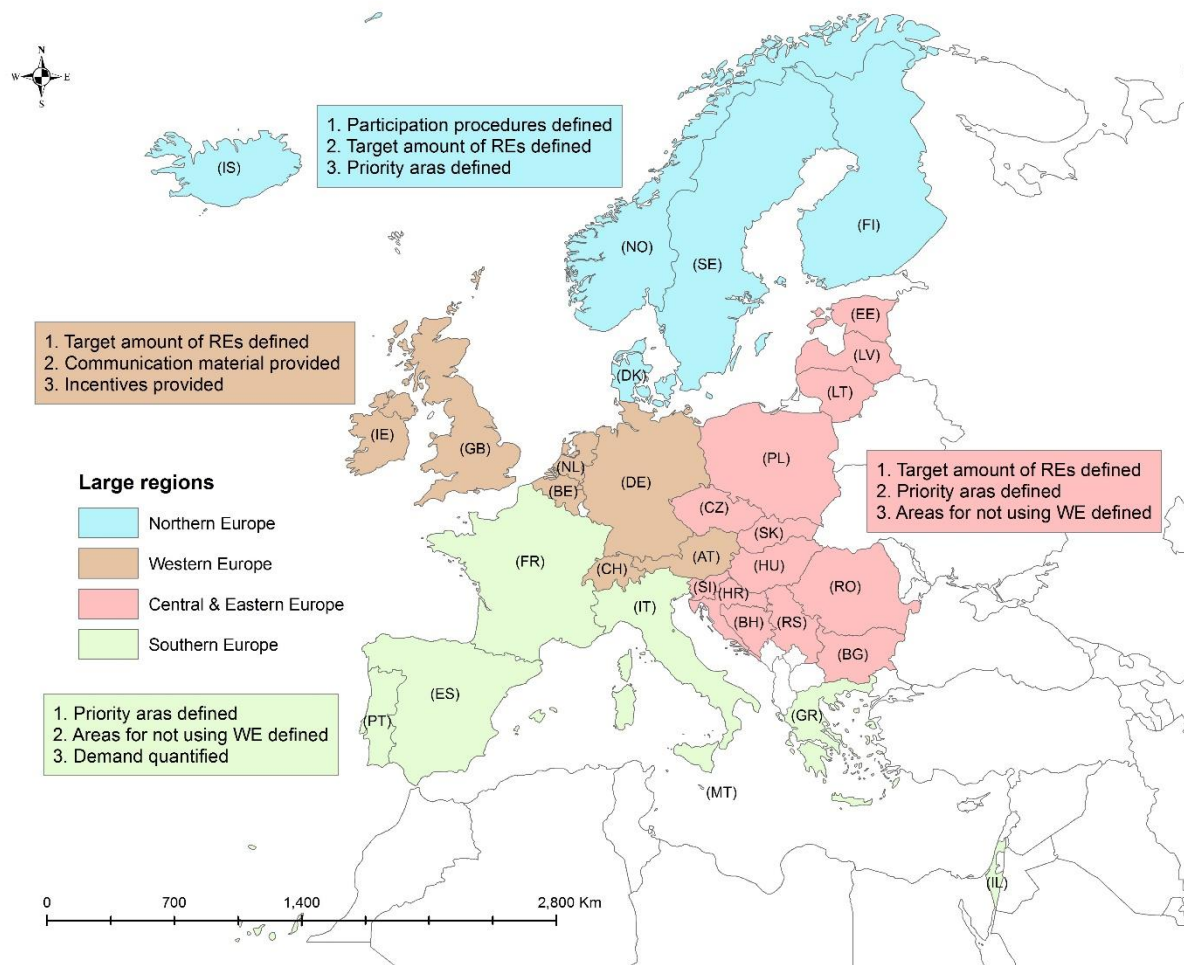 N
W E
S
1. Participation procedures defined
2. Target amount of REs defined
3. Priority aras defined
(IS)
(NO)
(SE)
(FI)
(DK)
1. Target amount of REs defined
2. Communication material provided
3. Incentives provided
(EE)
(LV)
(LT)
(IE)
(GB)
(NL)
(BE)
(DE)
(PL)
1. Target amount of REs defined
2. Priority aras defined
3. Areas for not using WE defined
Large regions
Northern Europe
Western Europe
Central & Eastern Europe
Southern Europe
(CZ)
(SK)
(FR)
(CH)
(AT)
(HU)
(SI)
(HR)
(RO)
(IT)
(BH)
(RS)
(BG)
1. Priority aras defined
2. Areas for not using WE defined
3. Demand quantified
(PT)
(ES)
(GR)
(MT)
(IL)
0 700 1,400 2,800 Km